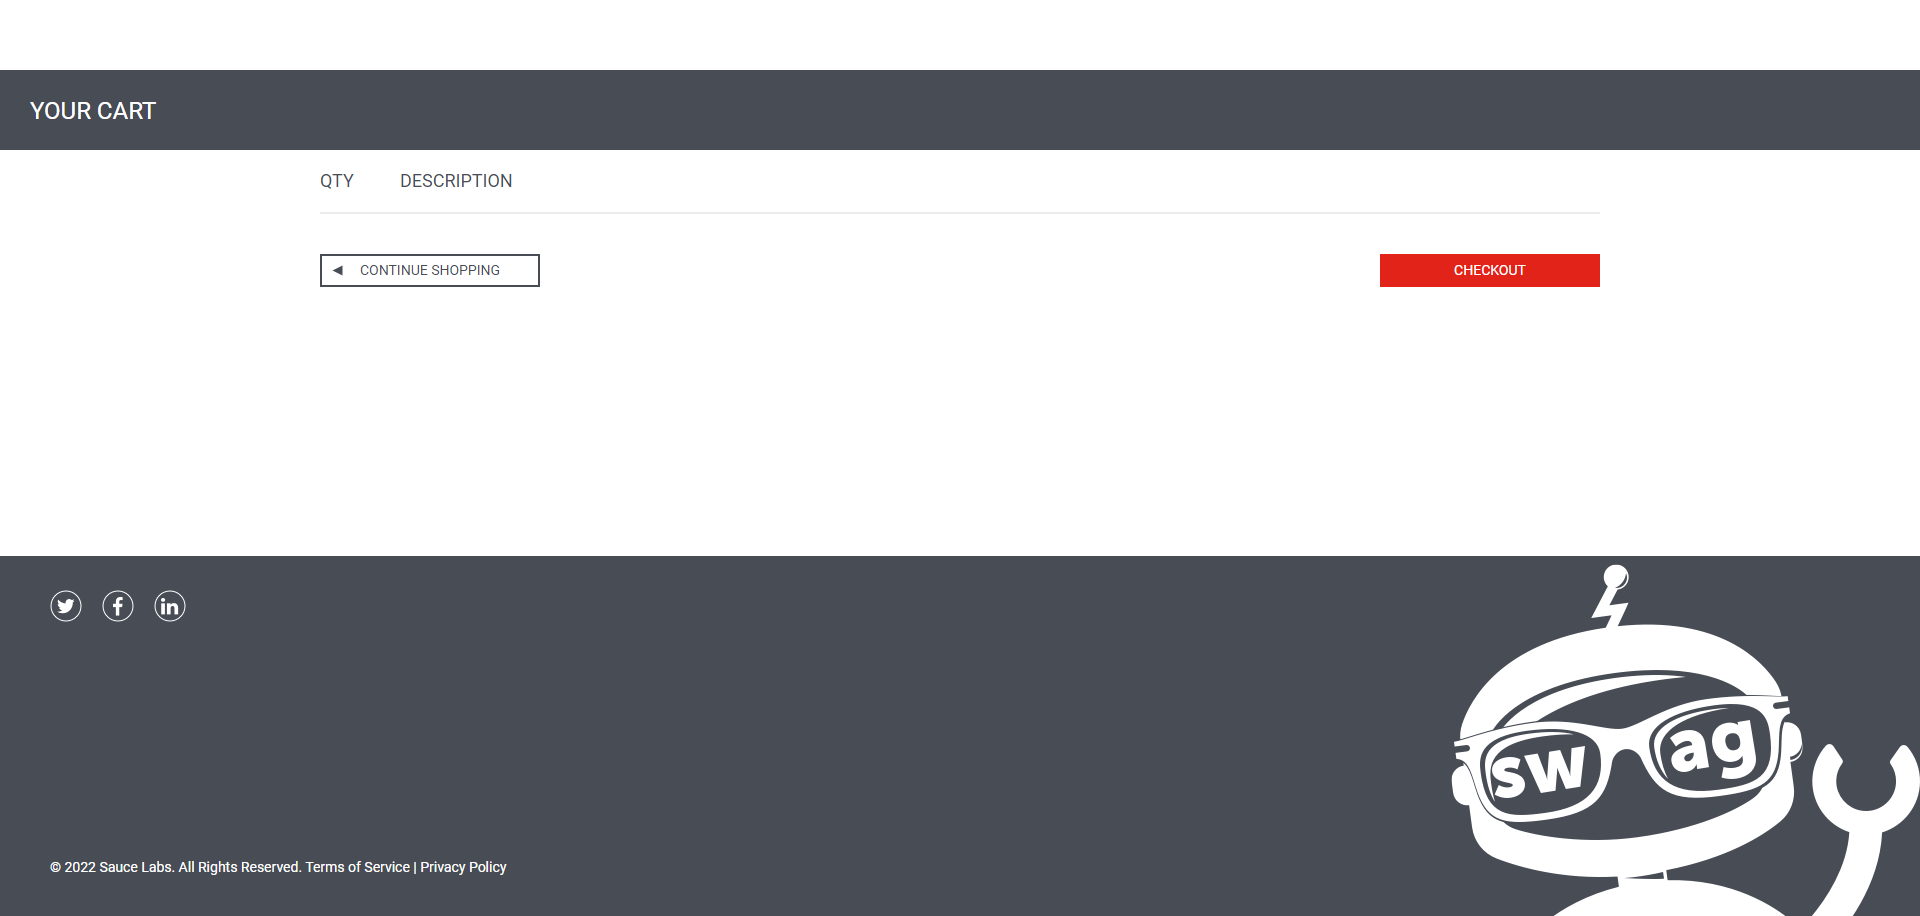 YOUR CART
QTY DESCRIPTION
CONTINUE SHOPPING
CHECKOUT
sw ag
© 2022 Sauce Labs. All Rights Reserved. Terms of Service | Privacy Policy